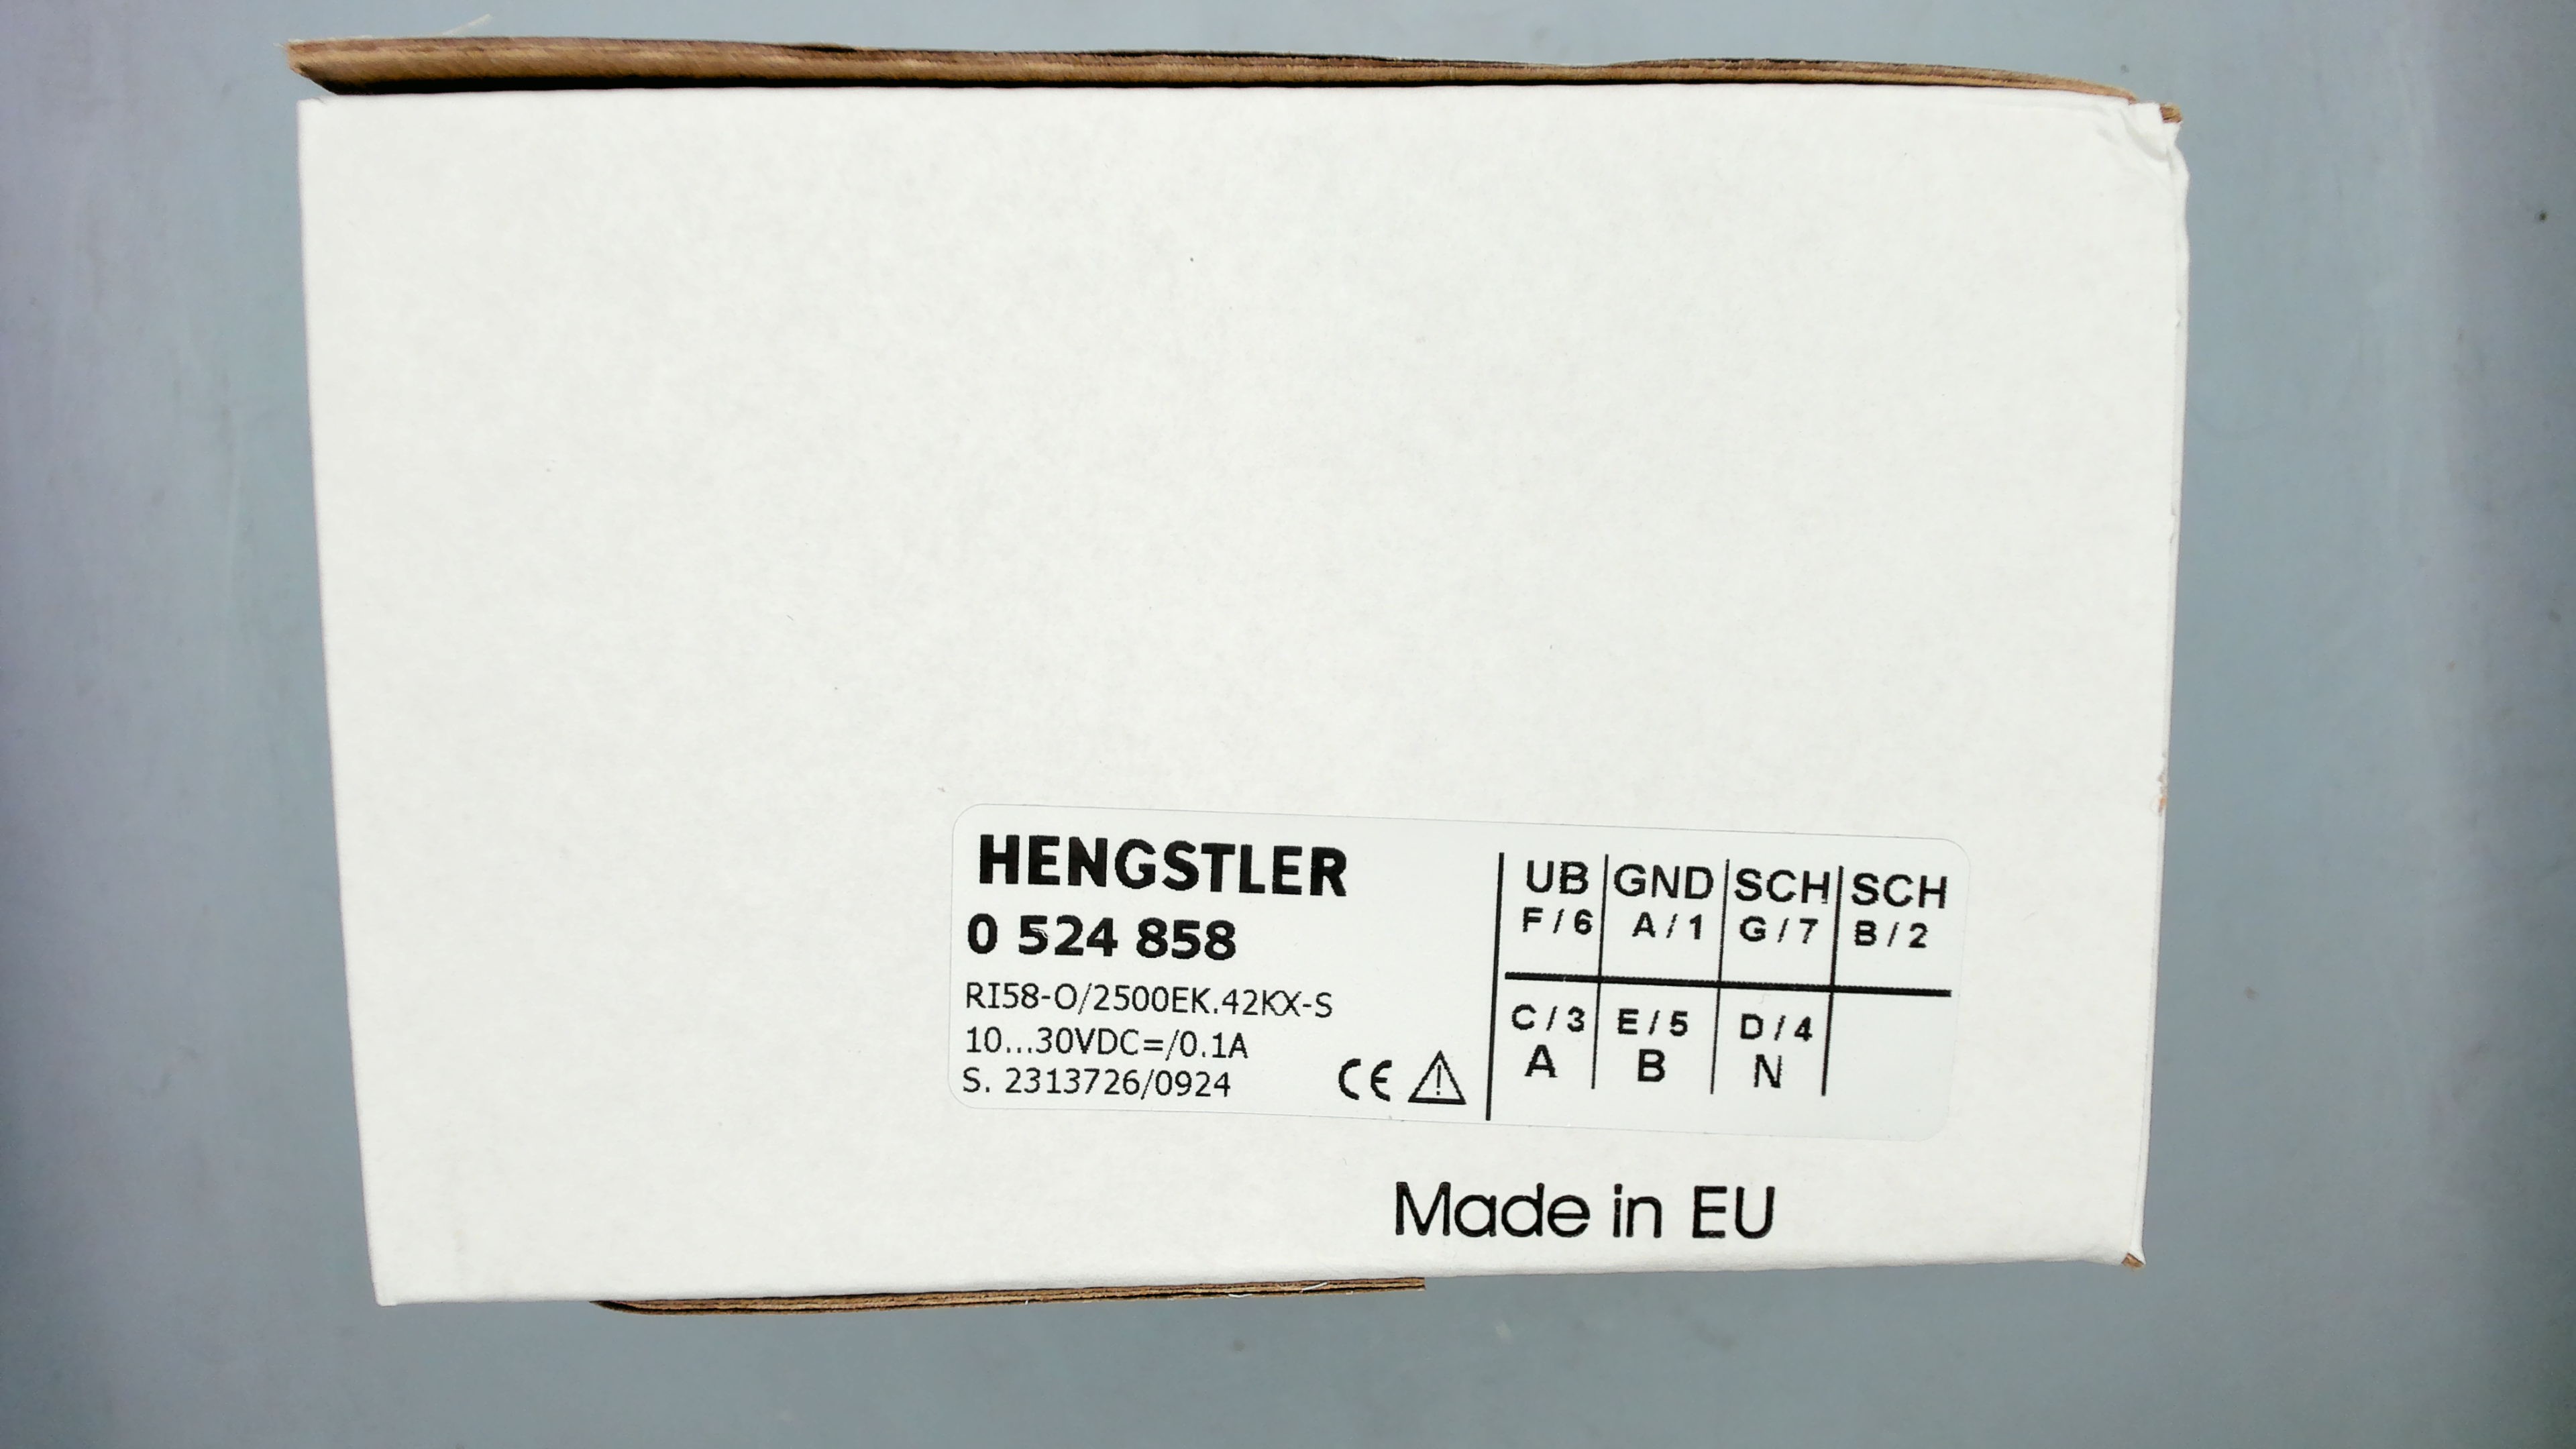 HENGSTLER
0 524 858
RI58-O/2500EK.42KX-S
10...30VDC=/0.1A
S. 2313726/0924
CE
UB GND SCH SCH
F/6 A/1 G/7 B/2
C/3 E/5 D/4
A B N
Made in EU